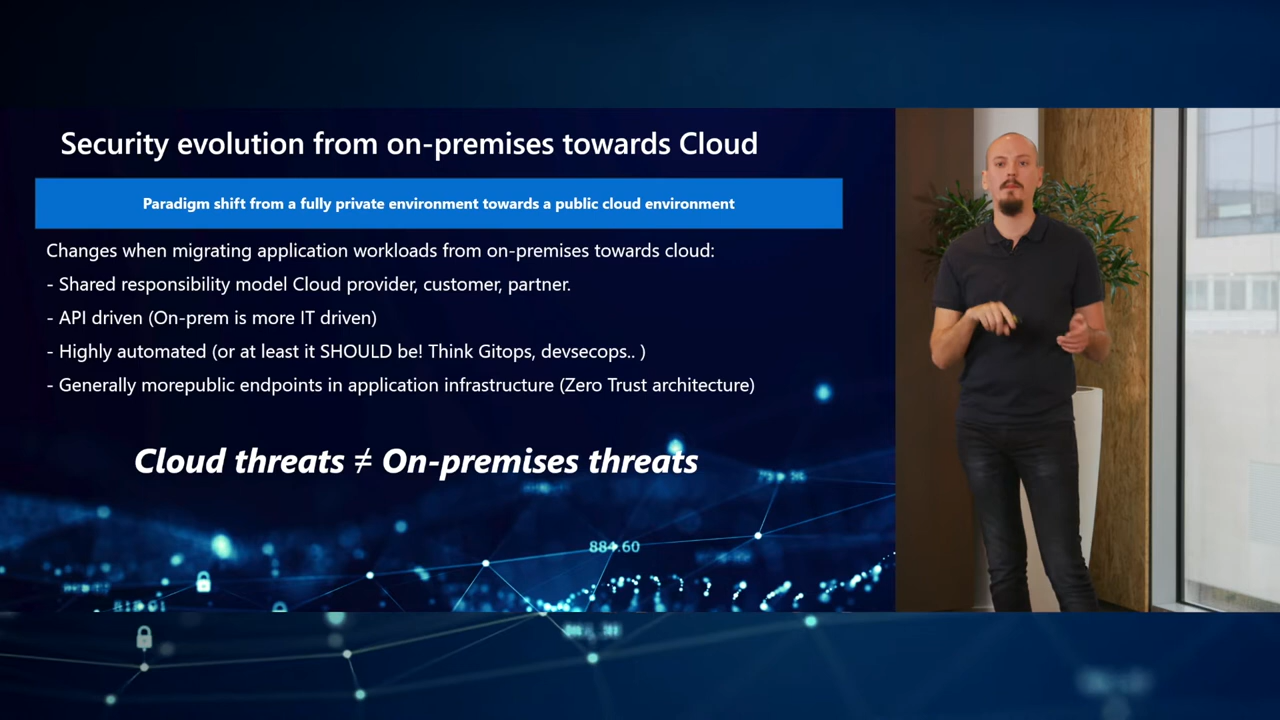 Security evolution from on-premises towards Cloud
Paradigm shift from a fully private environment towards a public cloud environment
Changes when migrating application workloads from on-premises towards cloud:
- Shared responsibility model Cloud provider, customer, partner.
- API driven (On-prem is more IT driven)
- Highly automated (or at least it SHOULD be! Think Gitops, devsecops.. )
- Generally morepublic endpoints in application infrastructure (Zero Trust architecture)
Cloud threats ≠ On-premises threats
884.60